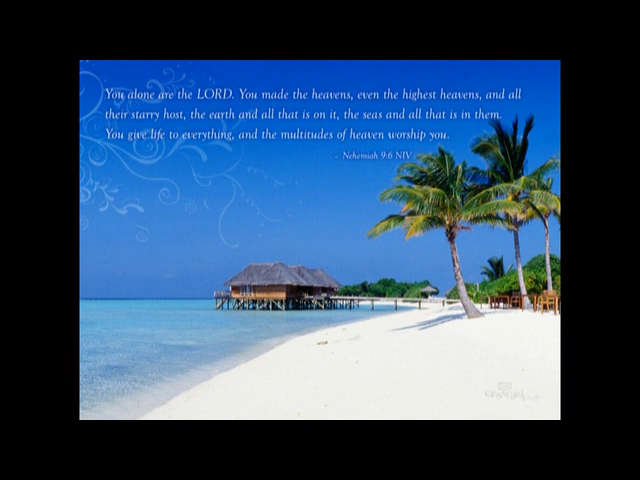 You alone are the LORD. You made the heavens, even the highest heavens, and all
their starry host, the earth and all that is on it, the seas and all that is in them.
You give life to everything, and the multitudes of heaven worship you.
- Nehemiah 9:6 NIV